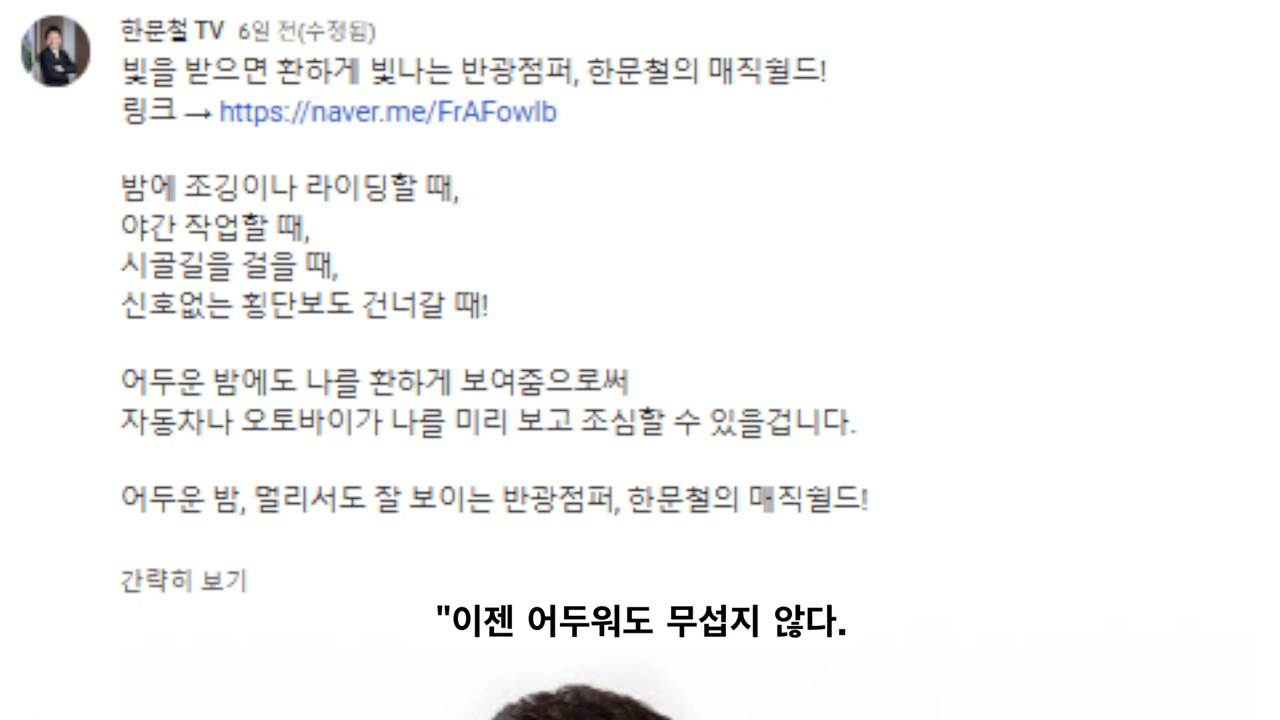 한문철 TV 6일 전(수정됨)
빛을 받으면 환하게 빛나는 반광점퍼, 한문철의 매직쉴드!
링크 → https://naver.me/FrAFowlb
밤에 조깅이나 라이딩할 때,
야간 작업할 때,
시골길을 걸을 때,
신호없는 횡단보도 건너갈 때!
어두운 밤에도 나를 환하게 보여줌으로써
자동차나 오토바이가 나를 미리 보고 조심할 수 있을겁니다.
어두운 밤, 멀리서도 잘 보이는 반광점퍼, 한문철의 매직쉴드!
간략히 보기
"이젠 어두워도 무섭지 않다.